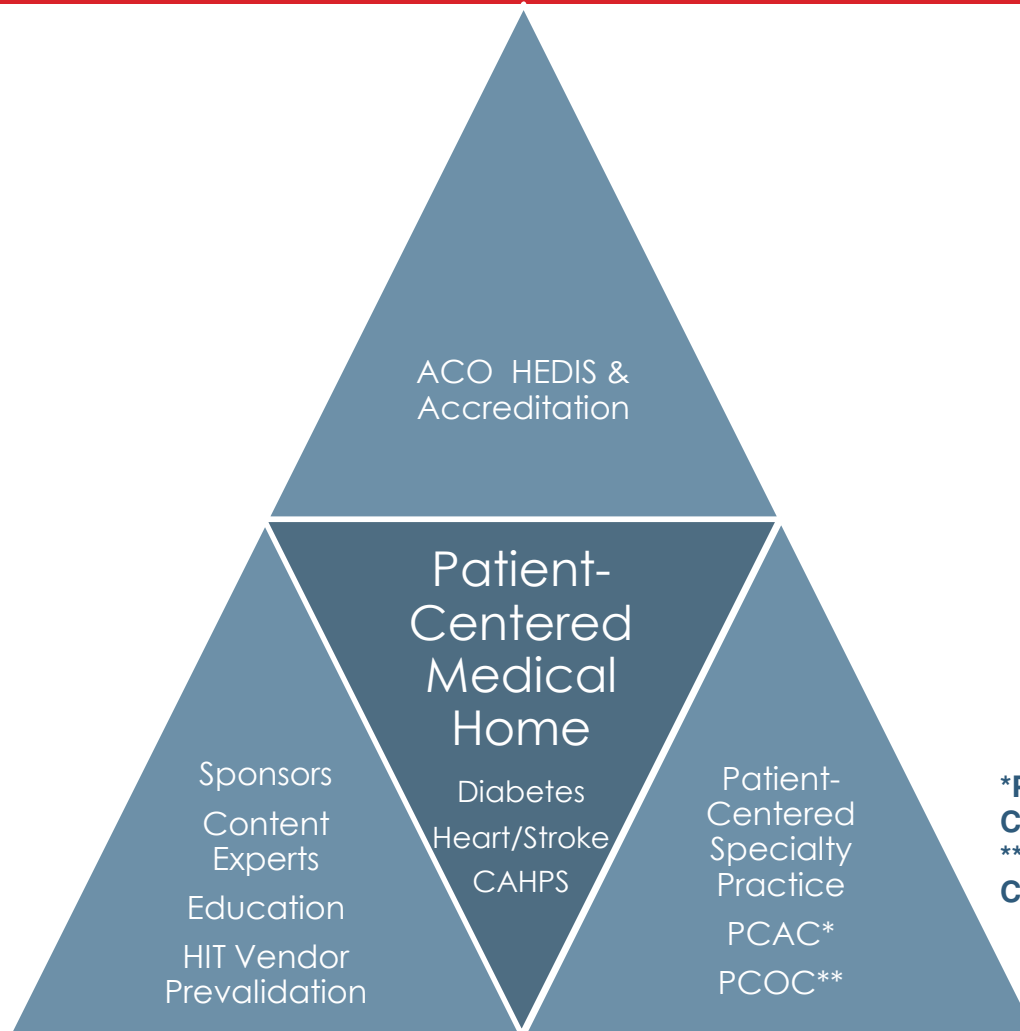 ACO HEDIS &
Accreditation
Patient-
Centered
Medical
Home
Diabetes
Heart/Stroke
CAHPS
Sponsors
Content
Experts
Education
HIT Vendor
Prevalidation
Patient-
Centered
Specialty
Practice
PCAC*
PCOC**